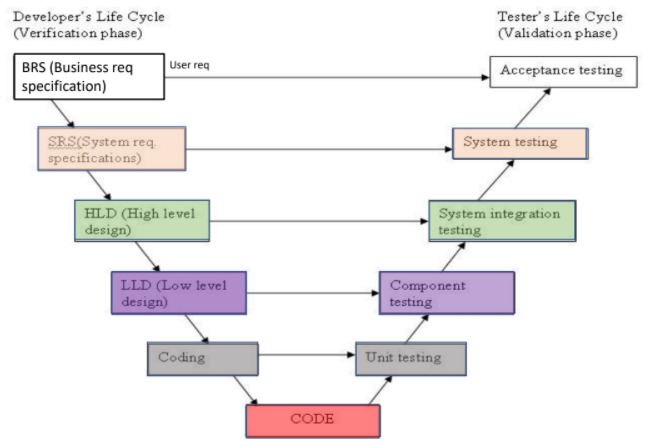 Developer's Life Cycle
(Verification phase)
Tester's Life Cycle
(Validation phase)
BRS (Business req
specification)
User req
Acceptance testing
SRS(System req.
specifications)
System testing
HLD (High level
design)
System integration
testing
LLD (Low level
design)
Component
testing
Coding
Unit testing
CODE